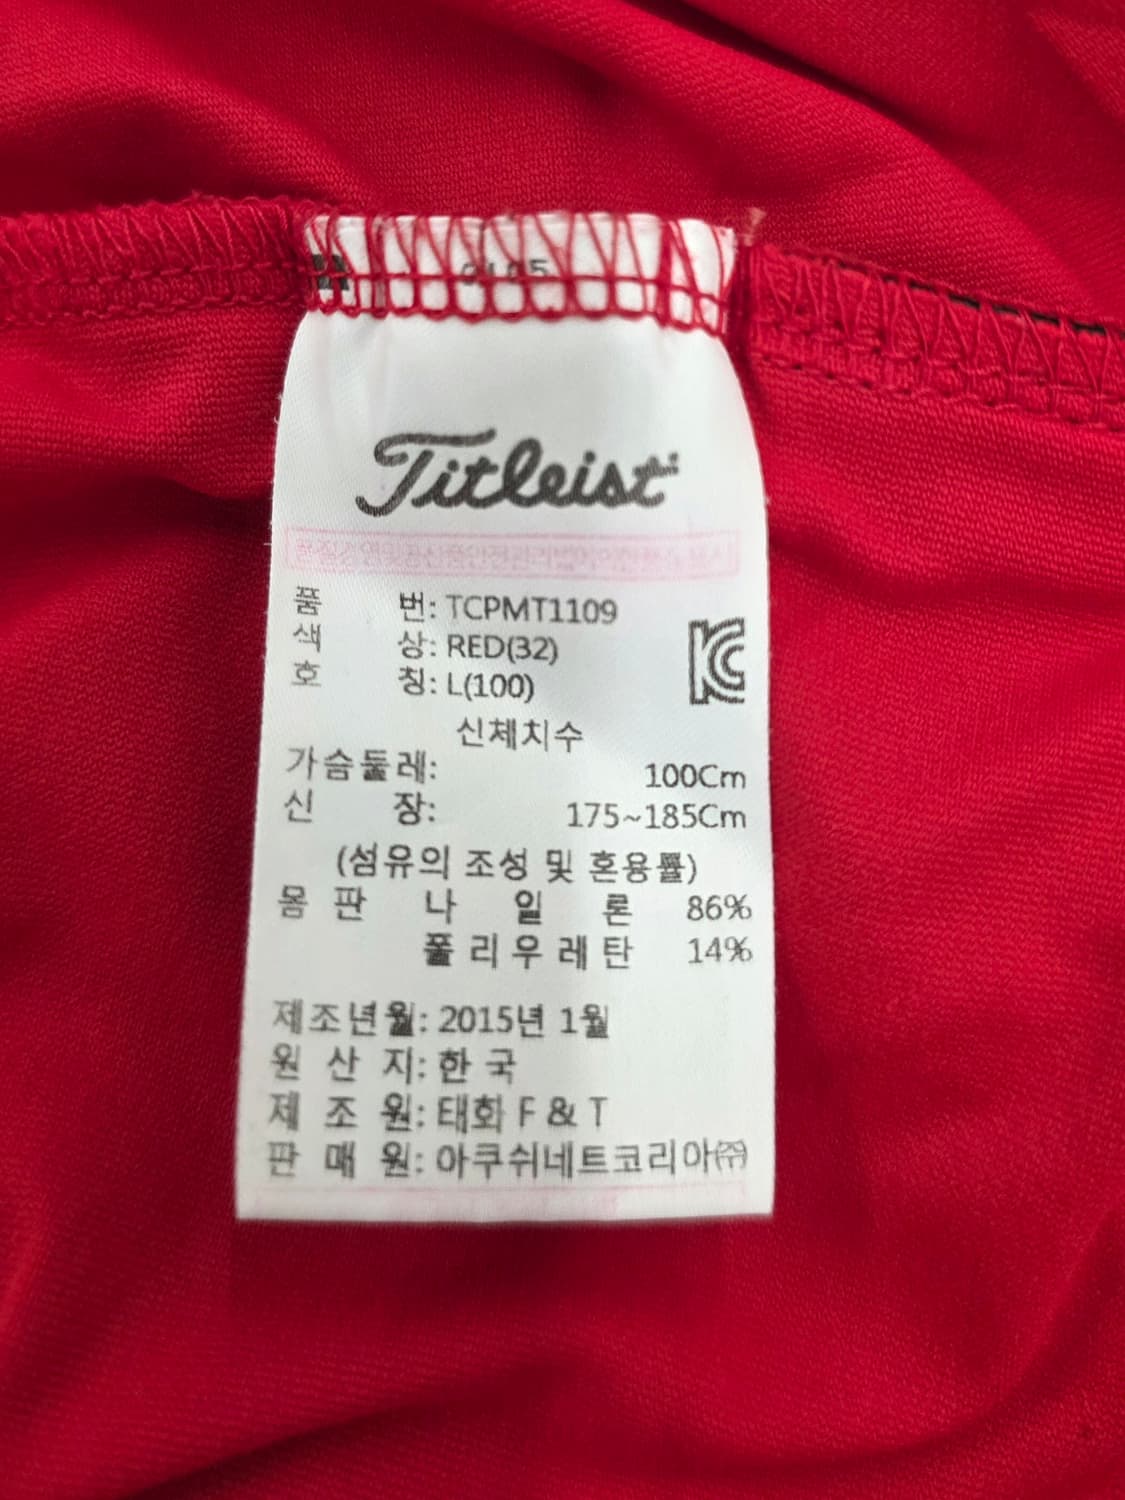 Titleist
품 번: TCPMT1109
색 상: RED(32)
호 칭: L(100)
신체치수
가슴둘레: 100Cm
신 장: 175~185Cm
(섬유의 조성 및 혼용률)
몸 판 나 일 론 86%
폴 리 우 레 탄 14%
제조년월: 2015년 1월
원 산 지: 한 국
제 조 원: 태화 F & T
판 매 원: 아쿠쉬네트코리아㈜